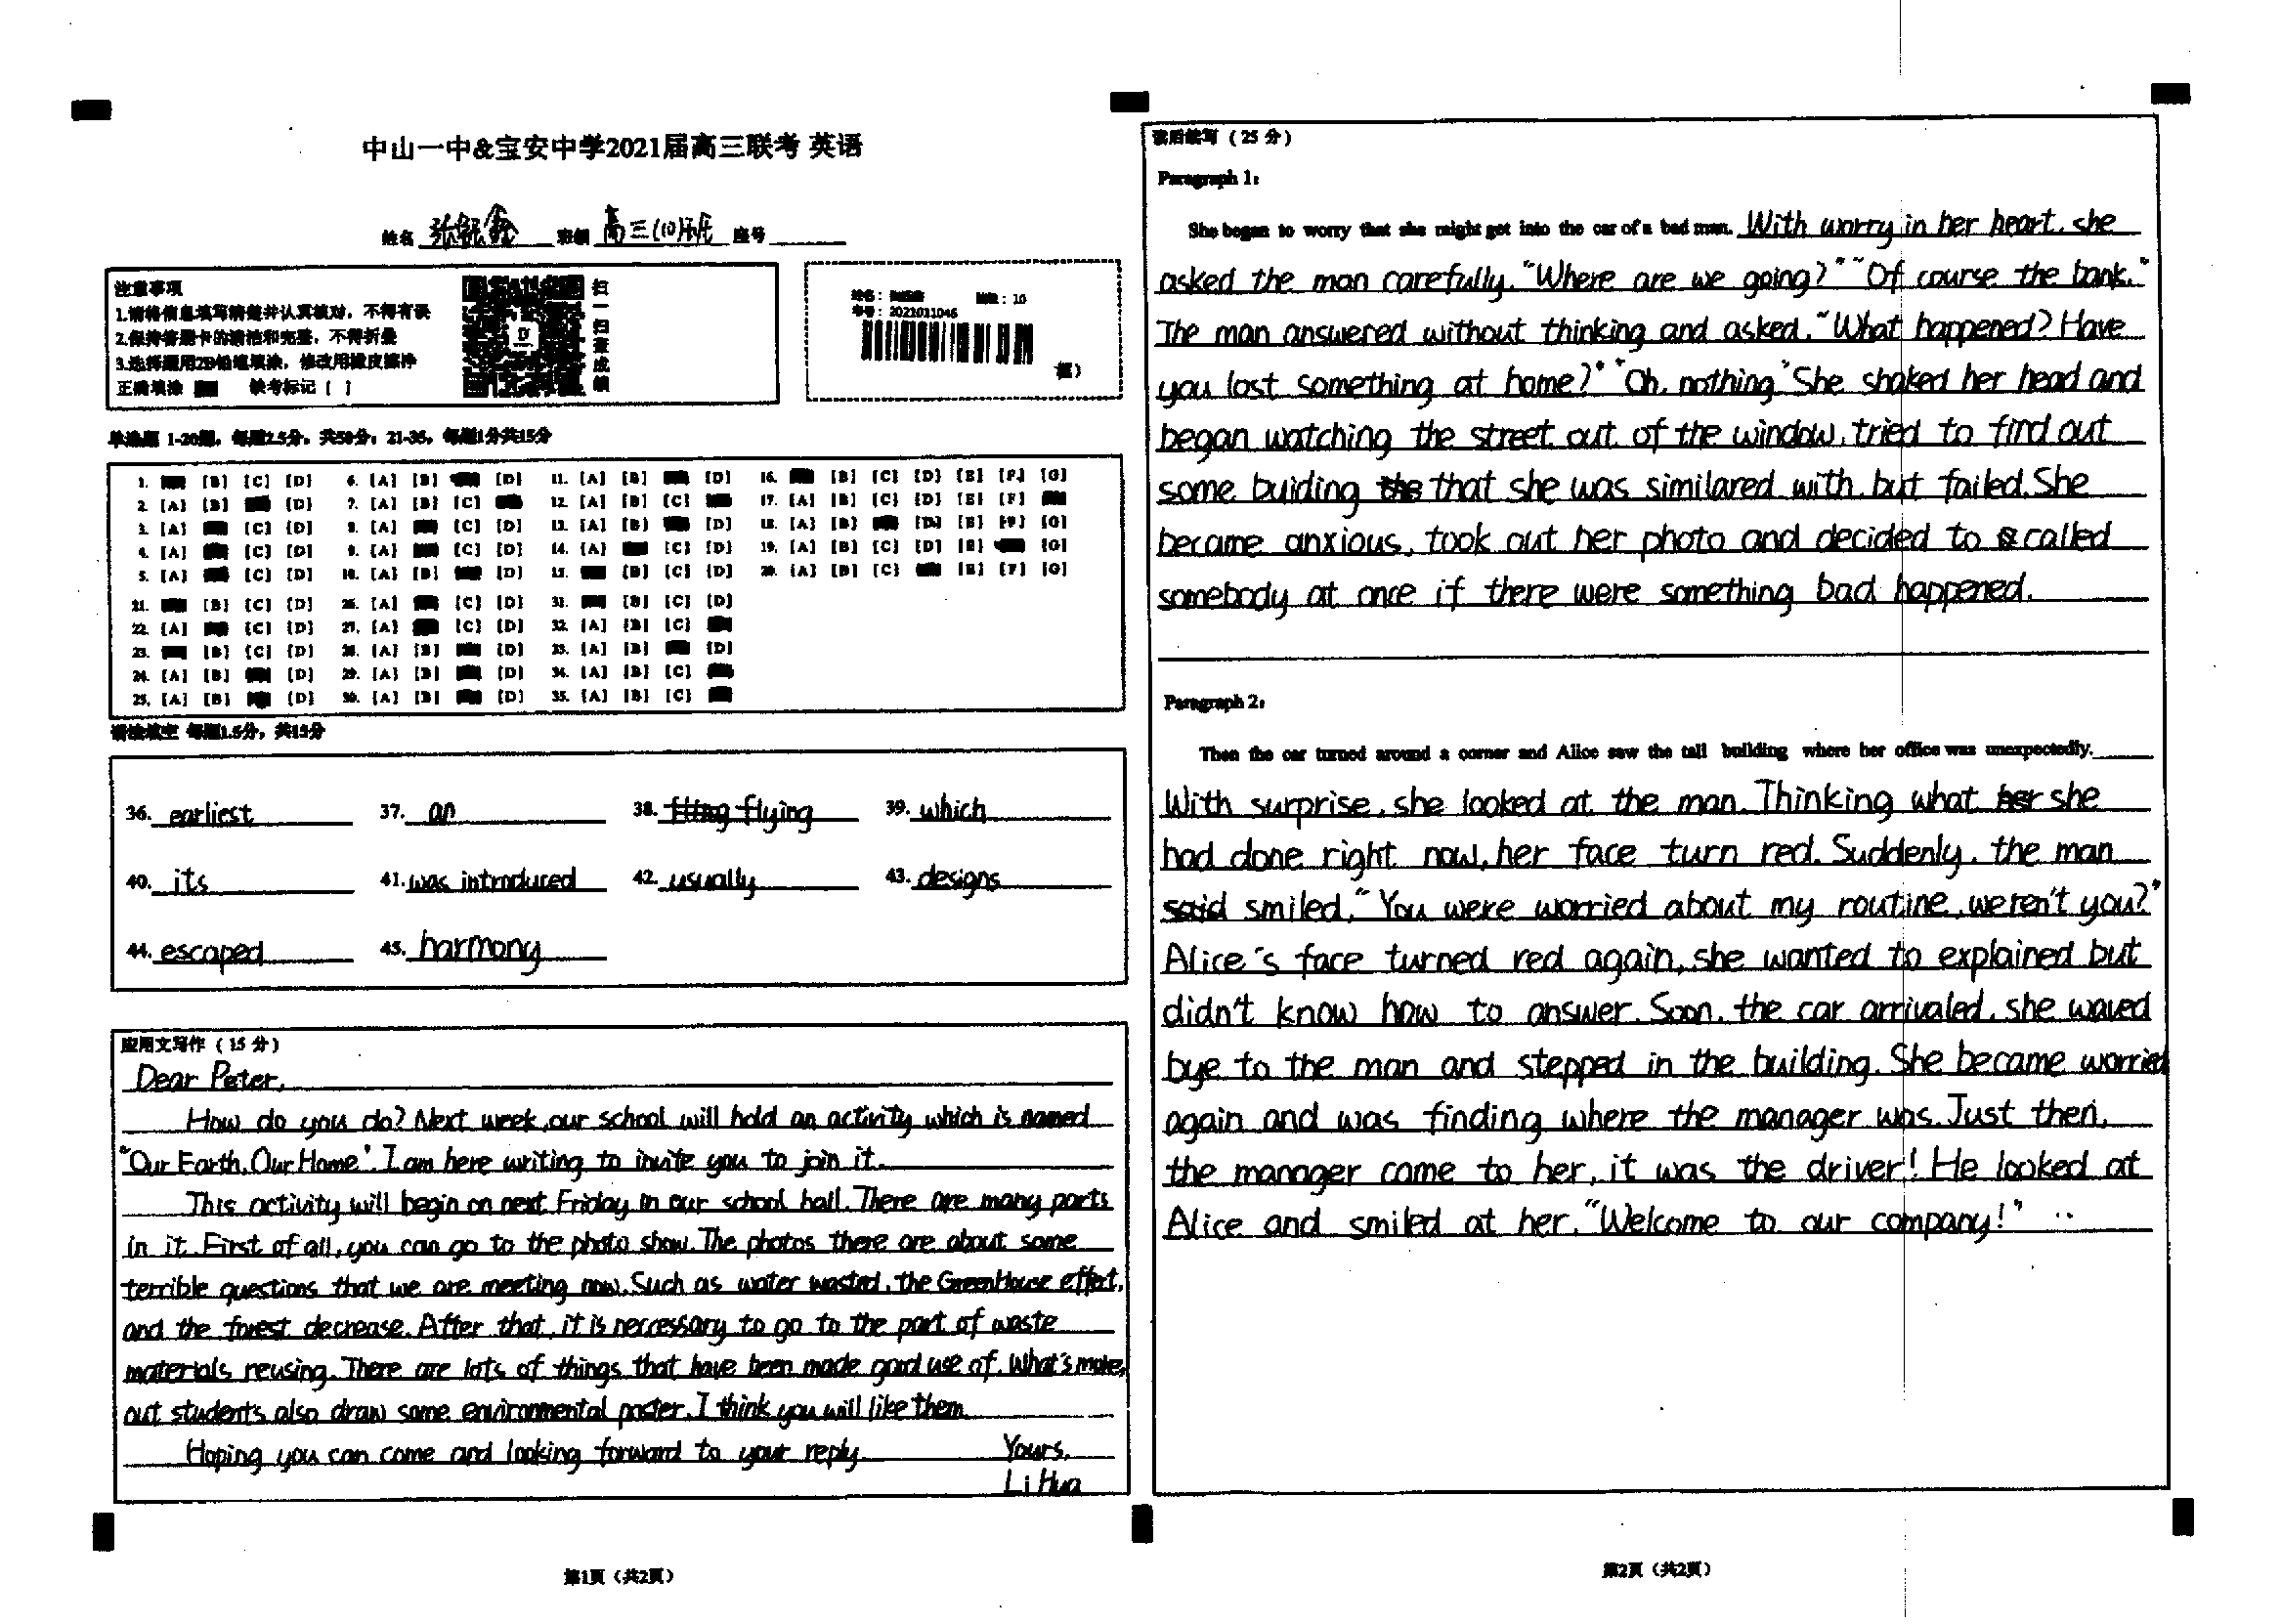 中山一中&宝安中学2021届高三联考 英语
姓名 班级 高三(10)班 座号
注意事项
1.请将信息填写清楚并认真核对，不得有误
2.保持答题卡的清洁和完整，不得折叠
3.选择题用2B铅笔填涂，修改用橡皮擦净
正确填涂 缺考标记 [ ]
扫一扫查成绩
班级：10
考号：2021011046
单选题 1-20题，每题2.5分，共50分；21-35，每题1分共15分
1. [B] [C] [D] 6. [A] [B] [D] 11. [A] [B] [D] 16. [B] [C] [D] [E] [F] [G]
2. [A] [B] [D] 7. [A] [B] [C] 12. [A] [B] [C] 17. [A] [B] [C] [D] [E] [F]
3. [A] [C] [D] 8. [A] [C] [D] 13. [A] [B] [D] 18. [A] [B] [D] [E] [F] [G]
4. [A] [C] [D] 9. [A] [C] [D] 14. [A] [C] [D] 19. [A] [B] [C] [D] [E] [G]
5. [A] [C] [D] 10. [A] [B] [D] 15. [B] [C] [D] 20. [A] [B] [C] [E] [F] [G]
21. [B] [C] [D] 26. [A] [C] [D] 31. [B] [C] [D]
22. [A] [C] [D] 27. [A] [C] [D] 32. [A] [B] [C]
23. [B] [C] [D] 28. [A] [B] [D] 33. [A] [B] [D]
24. [A] [B] [D] 29. [A] [B] [D] 34. [A] [B] [C]
25. [A] [B] [D] 30. [A] [B] [D] 35. [A] [B] [C]
语法填空 每题1.5分，共15分
36. earliest 37. an 38. flying 39. which
40. its 41. was introduced 42. usually 43. designs
44. escaped 45. harmony
应用文写作（15 分）
Dear Peter,
How do you do? Next week, our school will hold an activity which is named
"Our Earth, Our Home". I am here writing to invite you to join it.
This activity will begin on next Friday in our school hall. There are many parts
in it. First of all, you can go to the photo show. The photos there are about some
terrible questions that we are meeting now. Such as water wasted, the GreenHouse effect,
and the forest decrease. After that, it is neccessary to go to the part of waste
materials reusing. There are lots of things that have been made good use of. What's more,
out students also draw some environmental poster. I think you will like them.
Hoping you can come and looking forward to your reply.
Yours,
Li Hua
第1页（共2页）
读后续写（25 分）
Paragraph 1:
She began to worry that she might get into the car of a bad man. With worry in her heart, she
asked the man carefully, "Where are we going?" "Of course the bank."
The man answered without thinking and asked, "What happened? Have
you lost something at home?" "Oh, nothing" She shaked her head and
began watching the street out of the window, tried to find out
some buiding that she was similared with, but failed. She
became anxious, took out her photo and decided to called
somebody at once if there were something bad happened.
Paragraph 2:
Then the car turned around a corner and Alice saw the tall building where her office was unexpectedly.
With surprise, she looked at the man. Thinking what she
had done right now, her face turn red. Suddenly, the man
smiled, "You were worried about my routine, weren't you?"
Alice's face turned red again, she wanted to explained but
didn't know how to answer. Soon, the car arrivaled, she waved
bye to the man and stepped in the building. She became worried
again and was finding where the manager was. Just then,
the manager came to her, it was the driver! He looked at
Alice and smiled at her, "Welcome to our company!"
第2页（共2页）